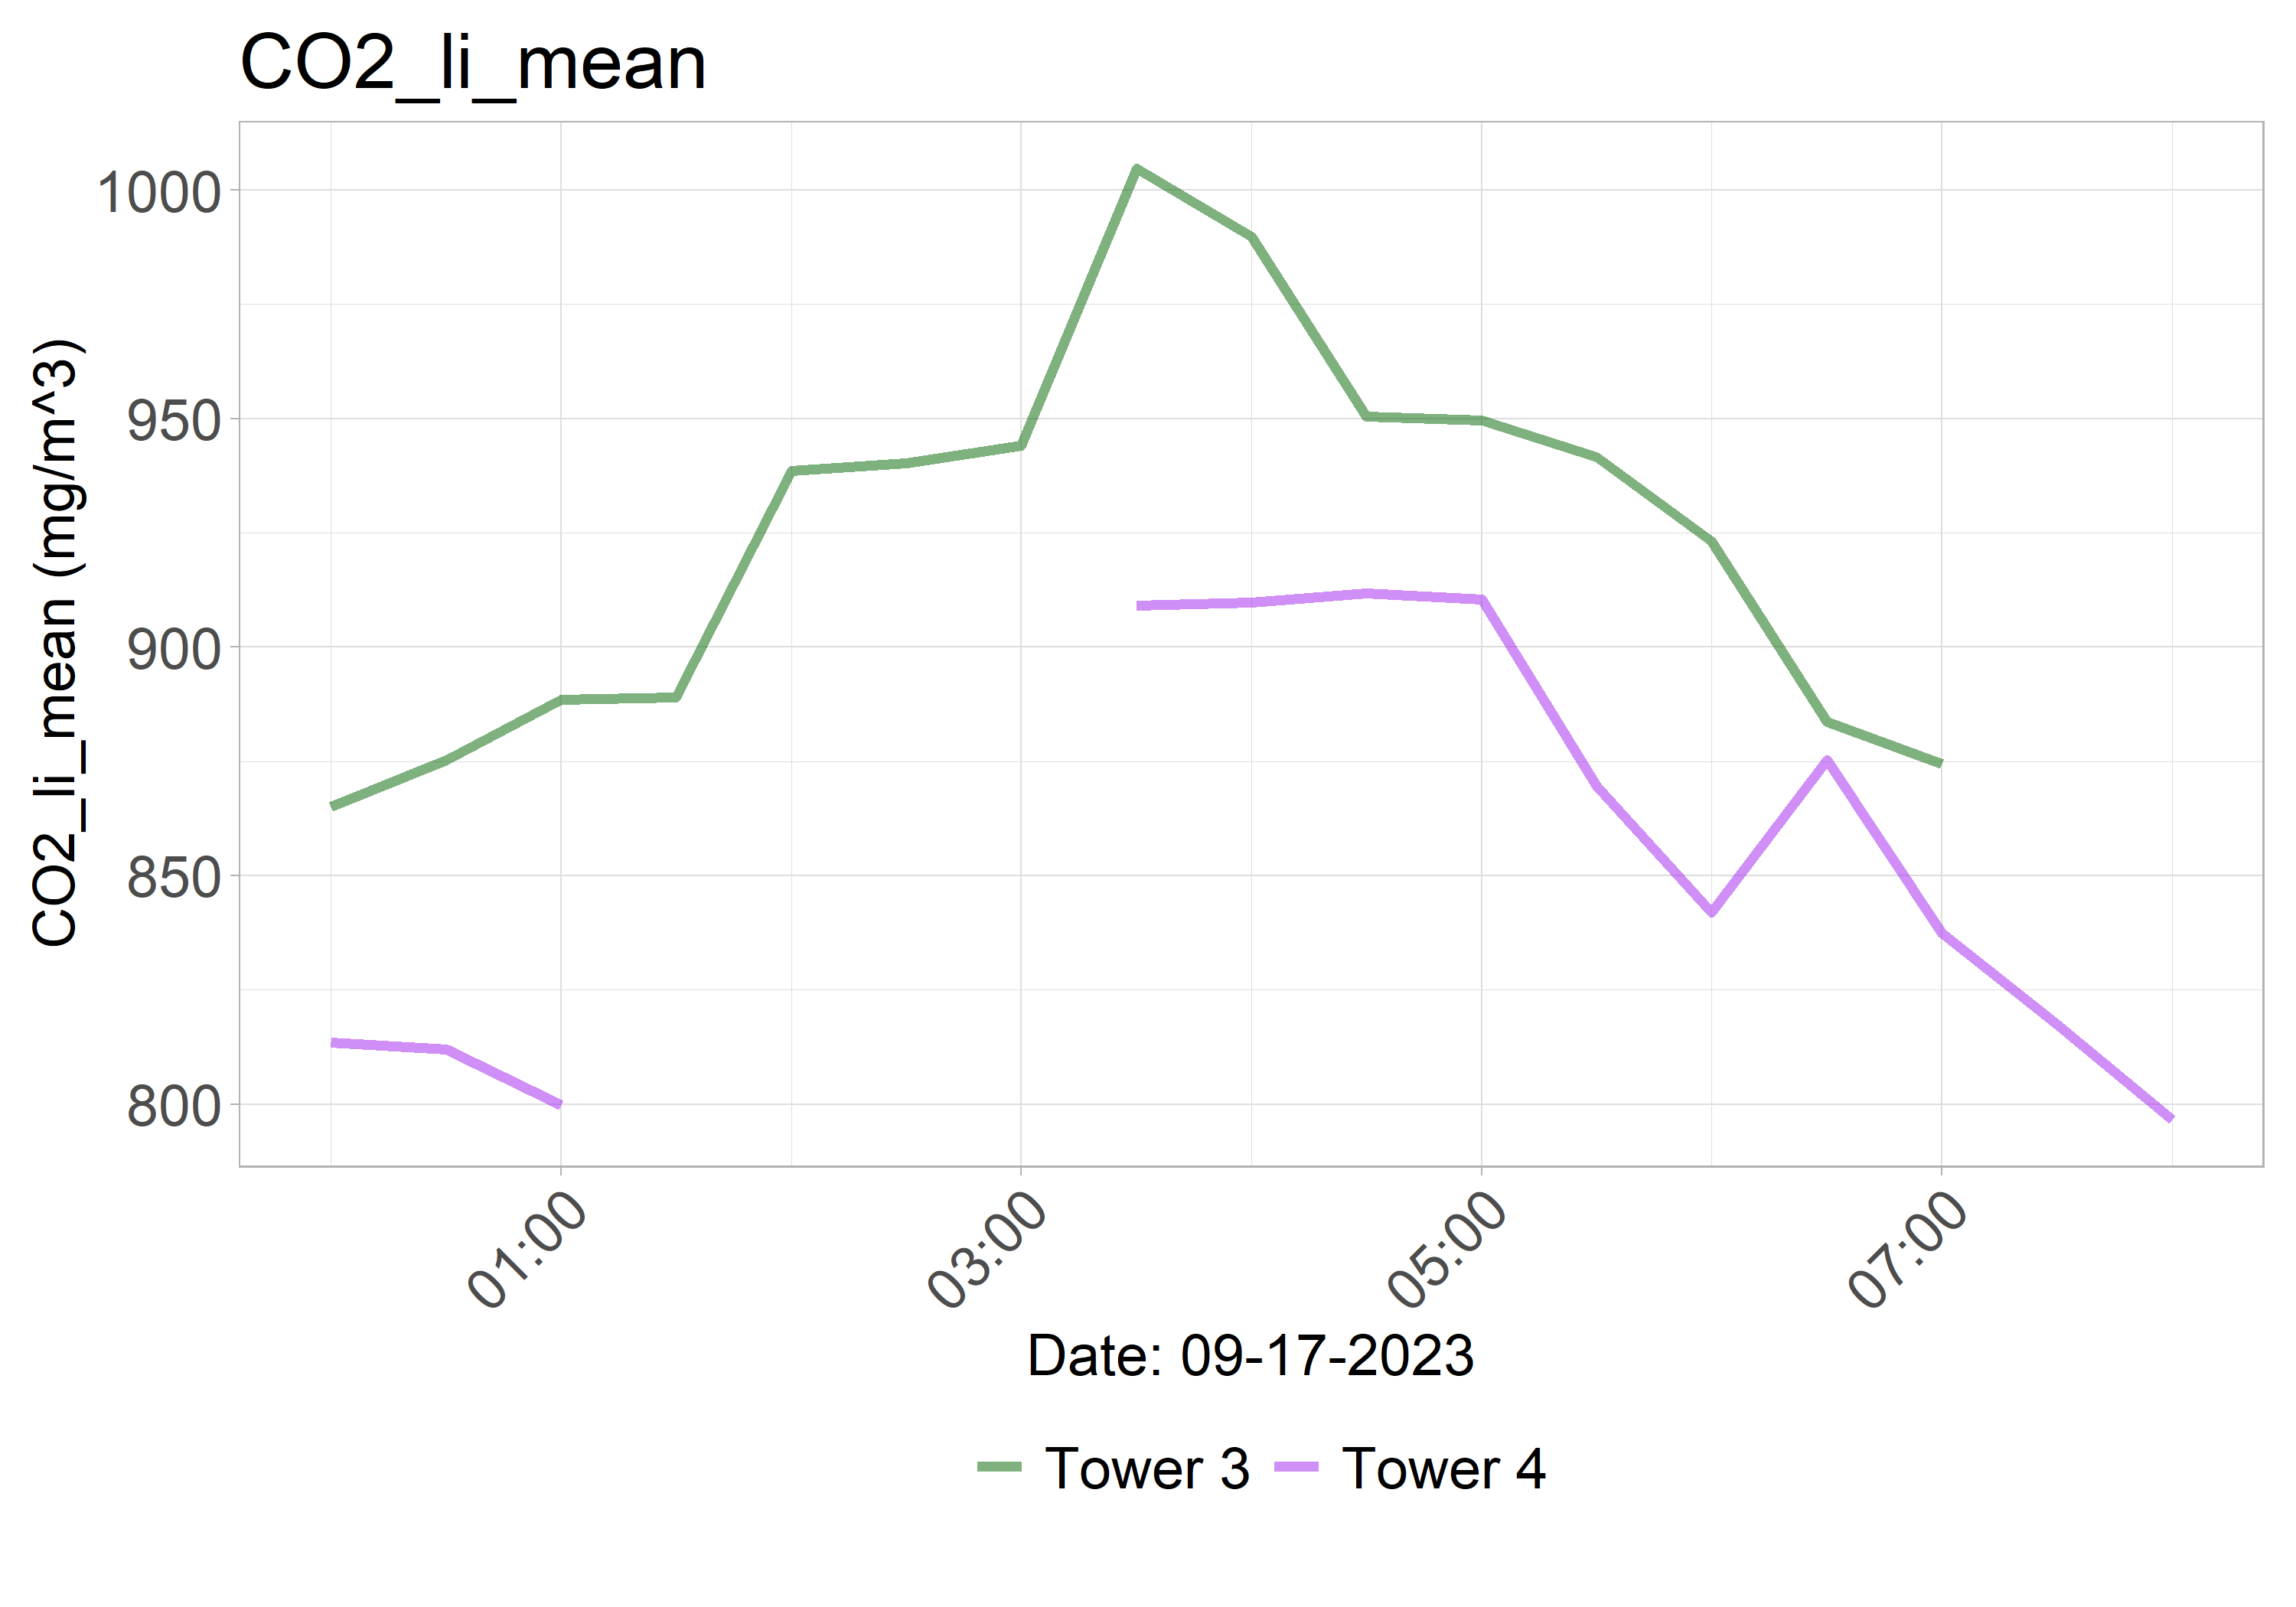 CO2_li_mean
CO2_li_mean (mg/m^3)
1000
950
900
850
800
01:00
03:00
05:00
07:00
Date: 09-17-2023
Tower 3
Tower 4